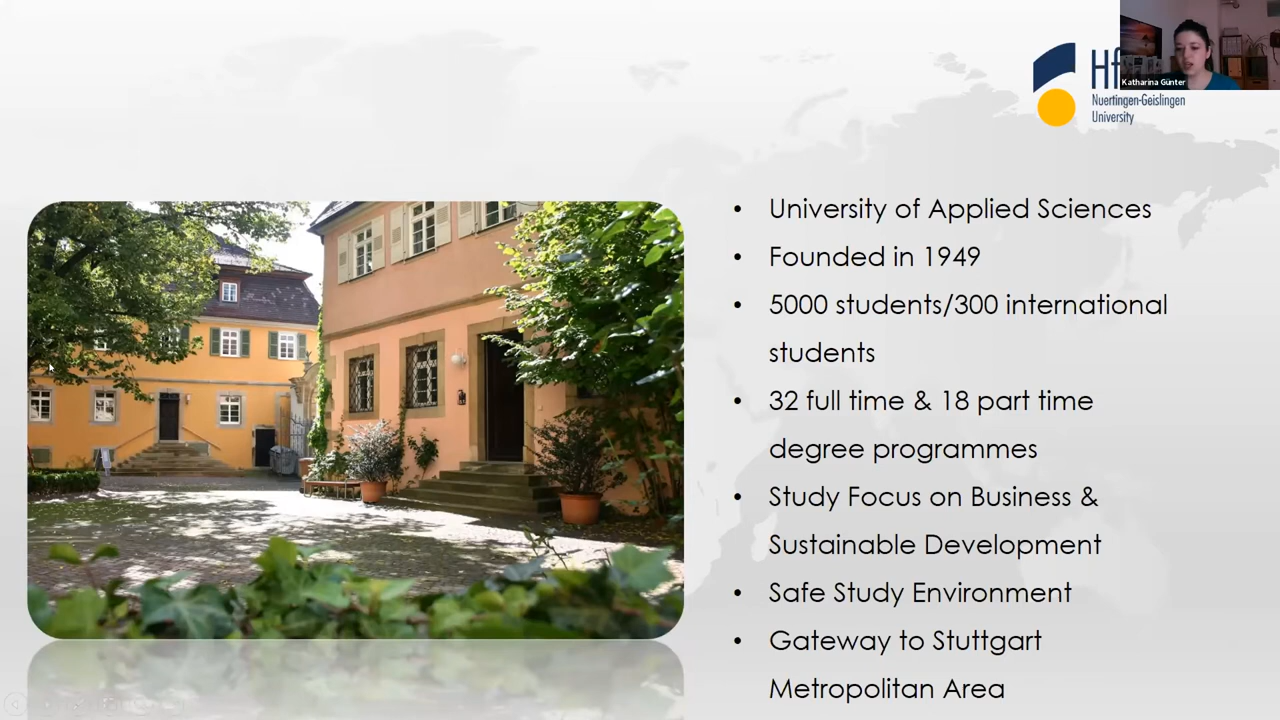 Hf
Katharina Günter
Nuertingen-Geislingen
University
• University of Applied Sciences
• Founded in 1949
• 5000 students/300 international
students
• 32 full time & 18 part time
degree programmes
• Study Focus on Business &
Sustainable Development
• Safe Study Environment
• Gateway to Stuttgart
Metropolitan Area